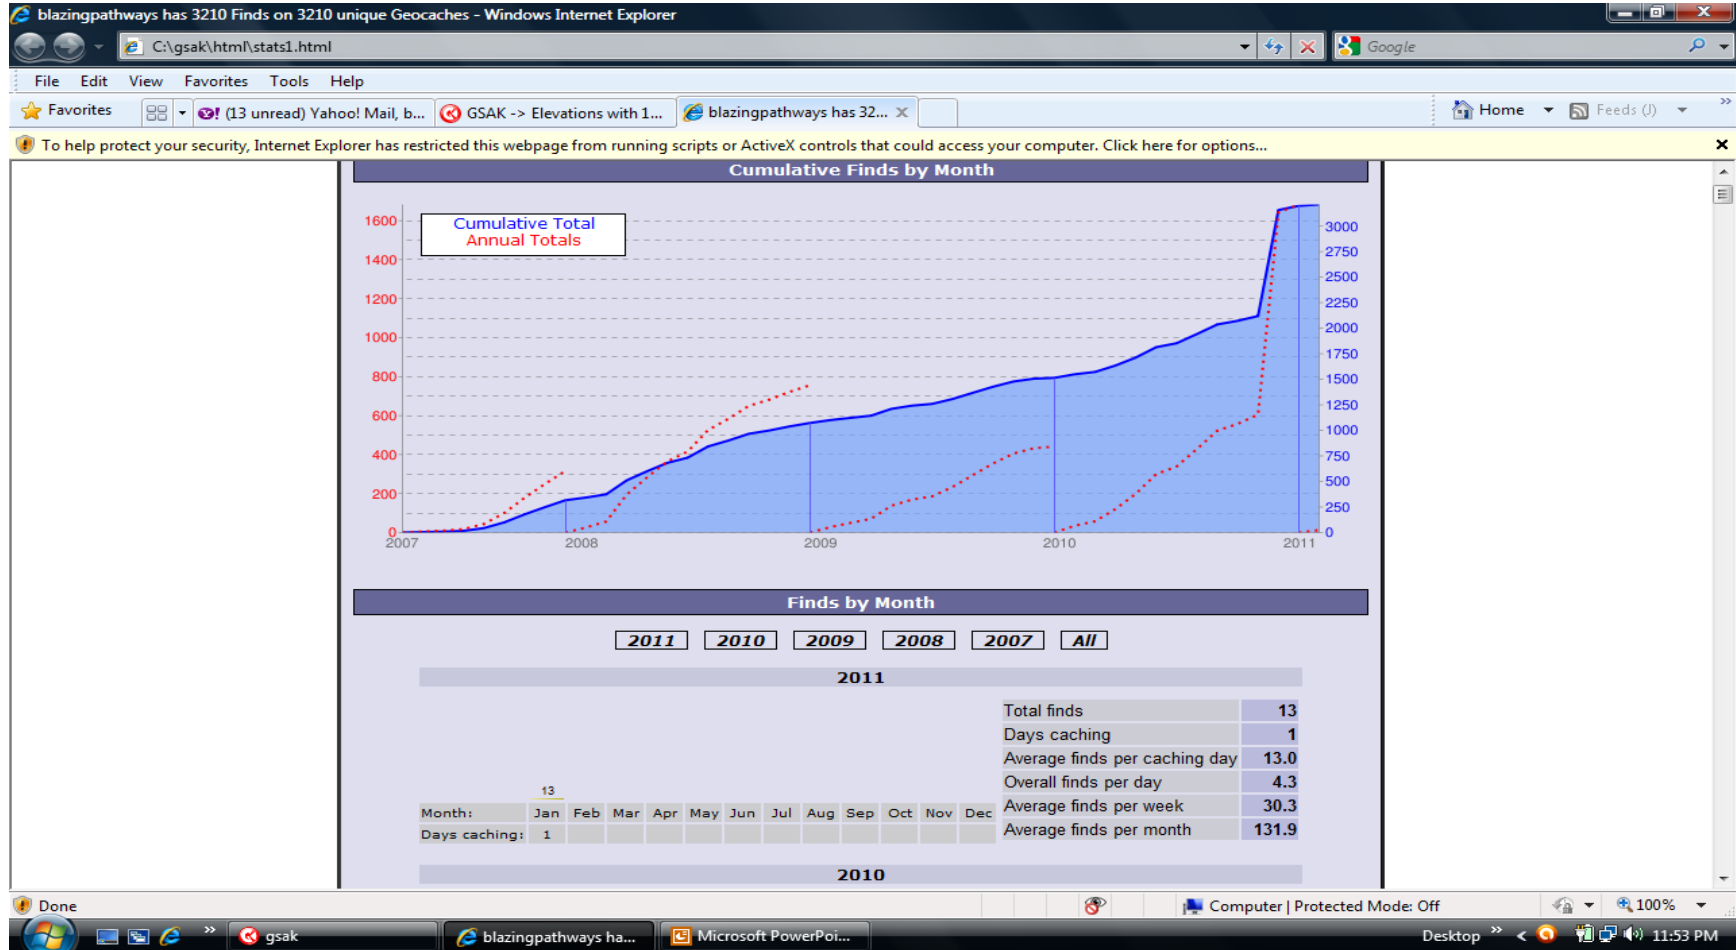 blazingpathways has 3210 Finds on 3210 unique Geocaches - Windows Internet Explorer
C:\gsak\html\stats1.html
Google
File Edit View Favorites Tools Help
Favorites
(13 unread) Yahoo! Mail, b...
GSAK -> Elevations with 1...
blazingpathways has 32...
Home
Feeds (J)
To help protect your security, Internet Explorer has restricted this webpage from running scripts or ActiveX controls that could access your computer. Click here for options...
Cumulative Finds by Month
Cumulative Total
Annual Totals
1600
1400
1200
1000
800
600
400
200
0
3000
2750
2500
2250
2000
1750
1500
1250
1000
750
500
250
0
2007 2008 2009 2010 2011
Finds by Month
2011 2010 2009 2008 2007 All
2011
Total finds 13
Days caching 1
Average finds per caching day 13.0
Overall finds per day 4.3
Average finds per week 30.3
Average finds per month 131.9
13
Month: Jan Feb Mar Apr May Jun Jul Aug Sep Oct Nov Dec
Days caching: 1
2010
Done
Computer | Protected Mode: Off
100%
gsak
blazingpathways ha...
Microsoft PowerPoi...
Desktop
11:53 PM